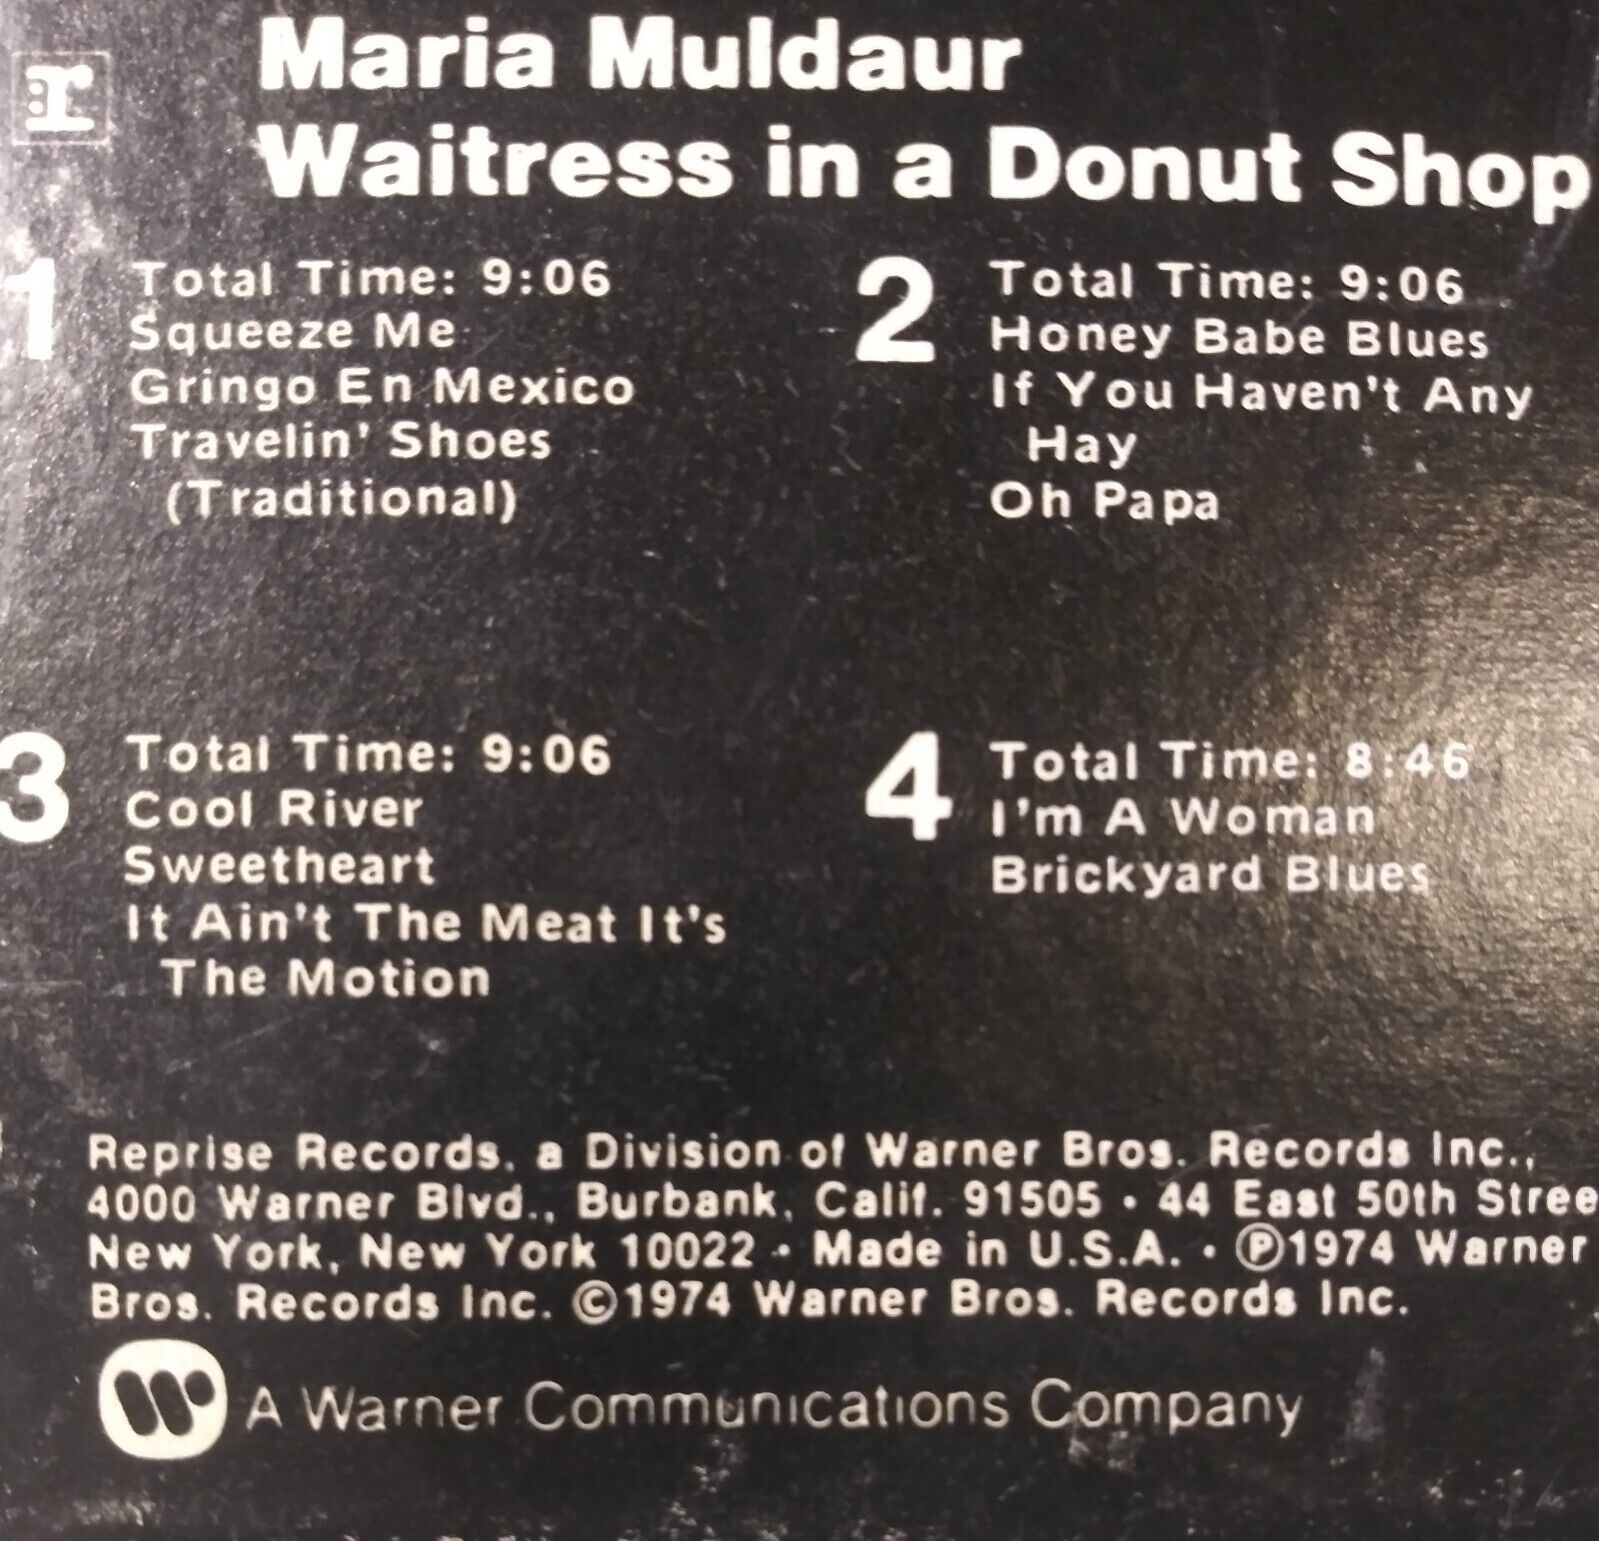 r
Maria Muldaur
Waitress in a Donut Shop
1
Total Time: 9:06
Squeeze Me
Gringo En Mexico
Travelin' Shoes
(Traditional)
2
Total Time: 9:06
Honey Babe Blues
If You Haven't Any
Hay
Oh Papa
3
Total Time: 9:06
Cool River
Sweetheart
It Ain't The Meat It's
The Motion
4
Total Time: 8:46
I'm A Woman
Brickyard Blues
Reprise Records, a Division of Warner Bros. Records Inc.,
4000 Warner Blvd., Burbank, Calif. 91505 • 44 East 50th Stree
New York, New York 10022 • Made in U.S.A. • ℗1974 Warner
Bros. Records Inc. ©1974 Warner Bros. Records Inc.
W A Warner Communications Company